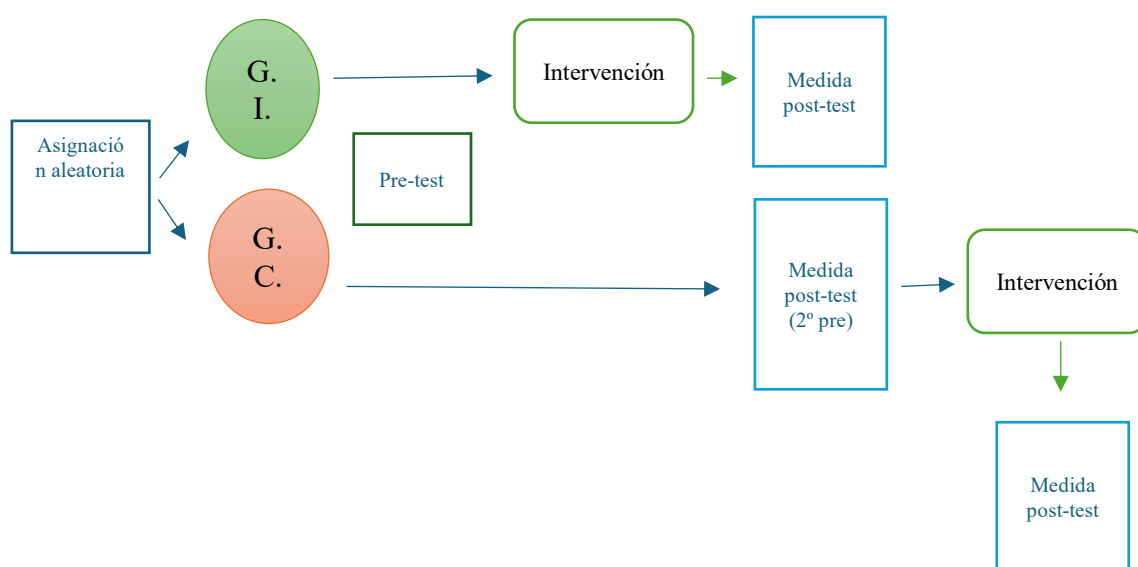 Asignació
n aleatoria
G.
I.
Intervención
Medida
post-test
Pre-test
G.
C.
Medida
post-test
(2º pre)
Intervención
Medida
post-test